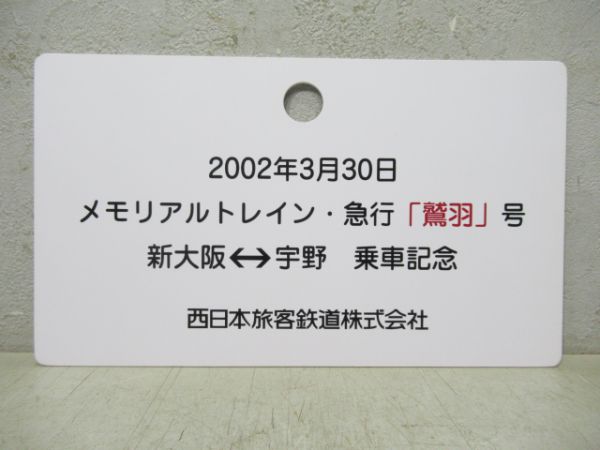 2002年3月30日
メモリアルトレイン・急行「鷲羽」号
新大阪↔宇野　乗車記念
西日本旅客鉄道株式会社